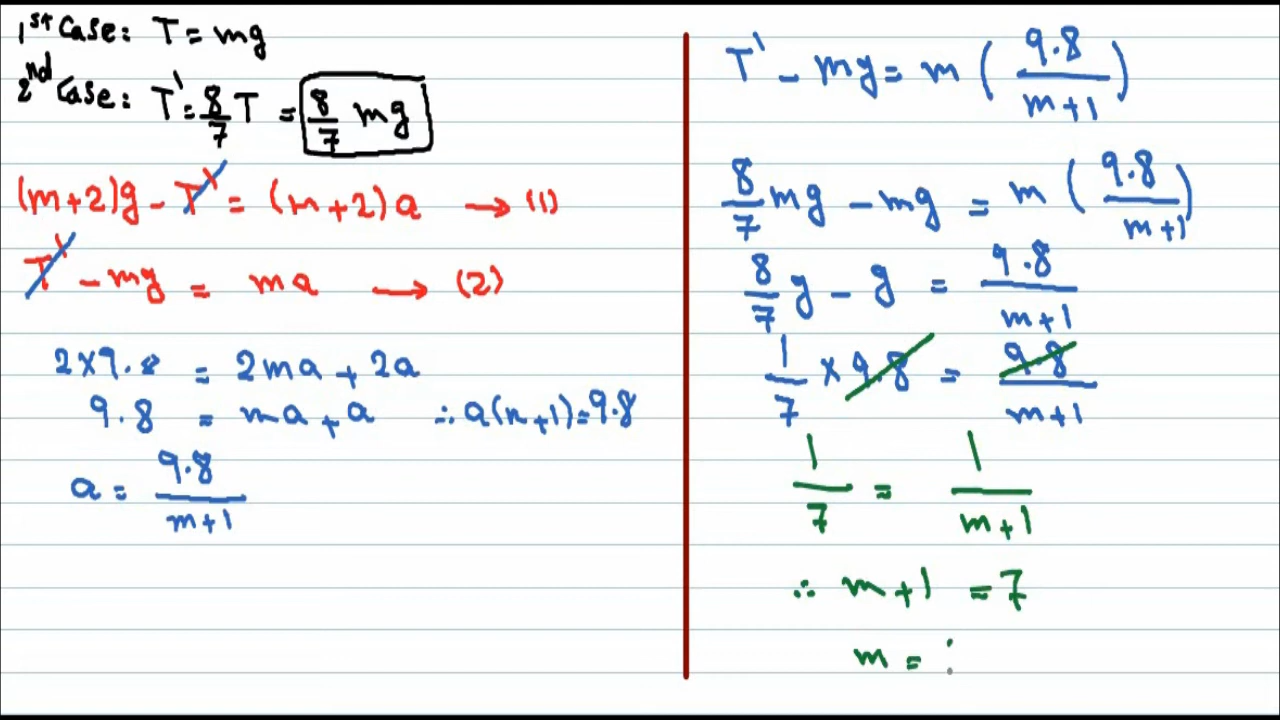 1st Case: T = mg
2nd Case: T' = 8/7 T = 8/7 mg
(m+2)g - T' = (m+2)a → (1)
T' - mg = ma → (2)
2×9.8 = 2ma + 2a
9.8 = ma + a ∴ a(m+1) = 9.8
a = 9.8/(m+1)
T' - mg = m (9.8/(m+1))
8/7 mg - mg = m (9.8/(m+1))
8/7 g - g = 9.8/(m+1)
1/7 × 9.8 = 9.8/(m+1)
1/7 = 1/(m+1)
∴ m+1 = 7
m =